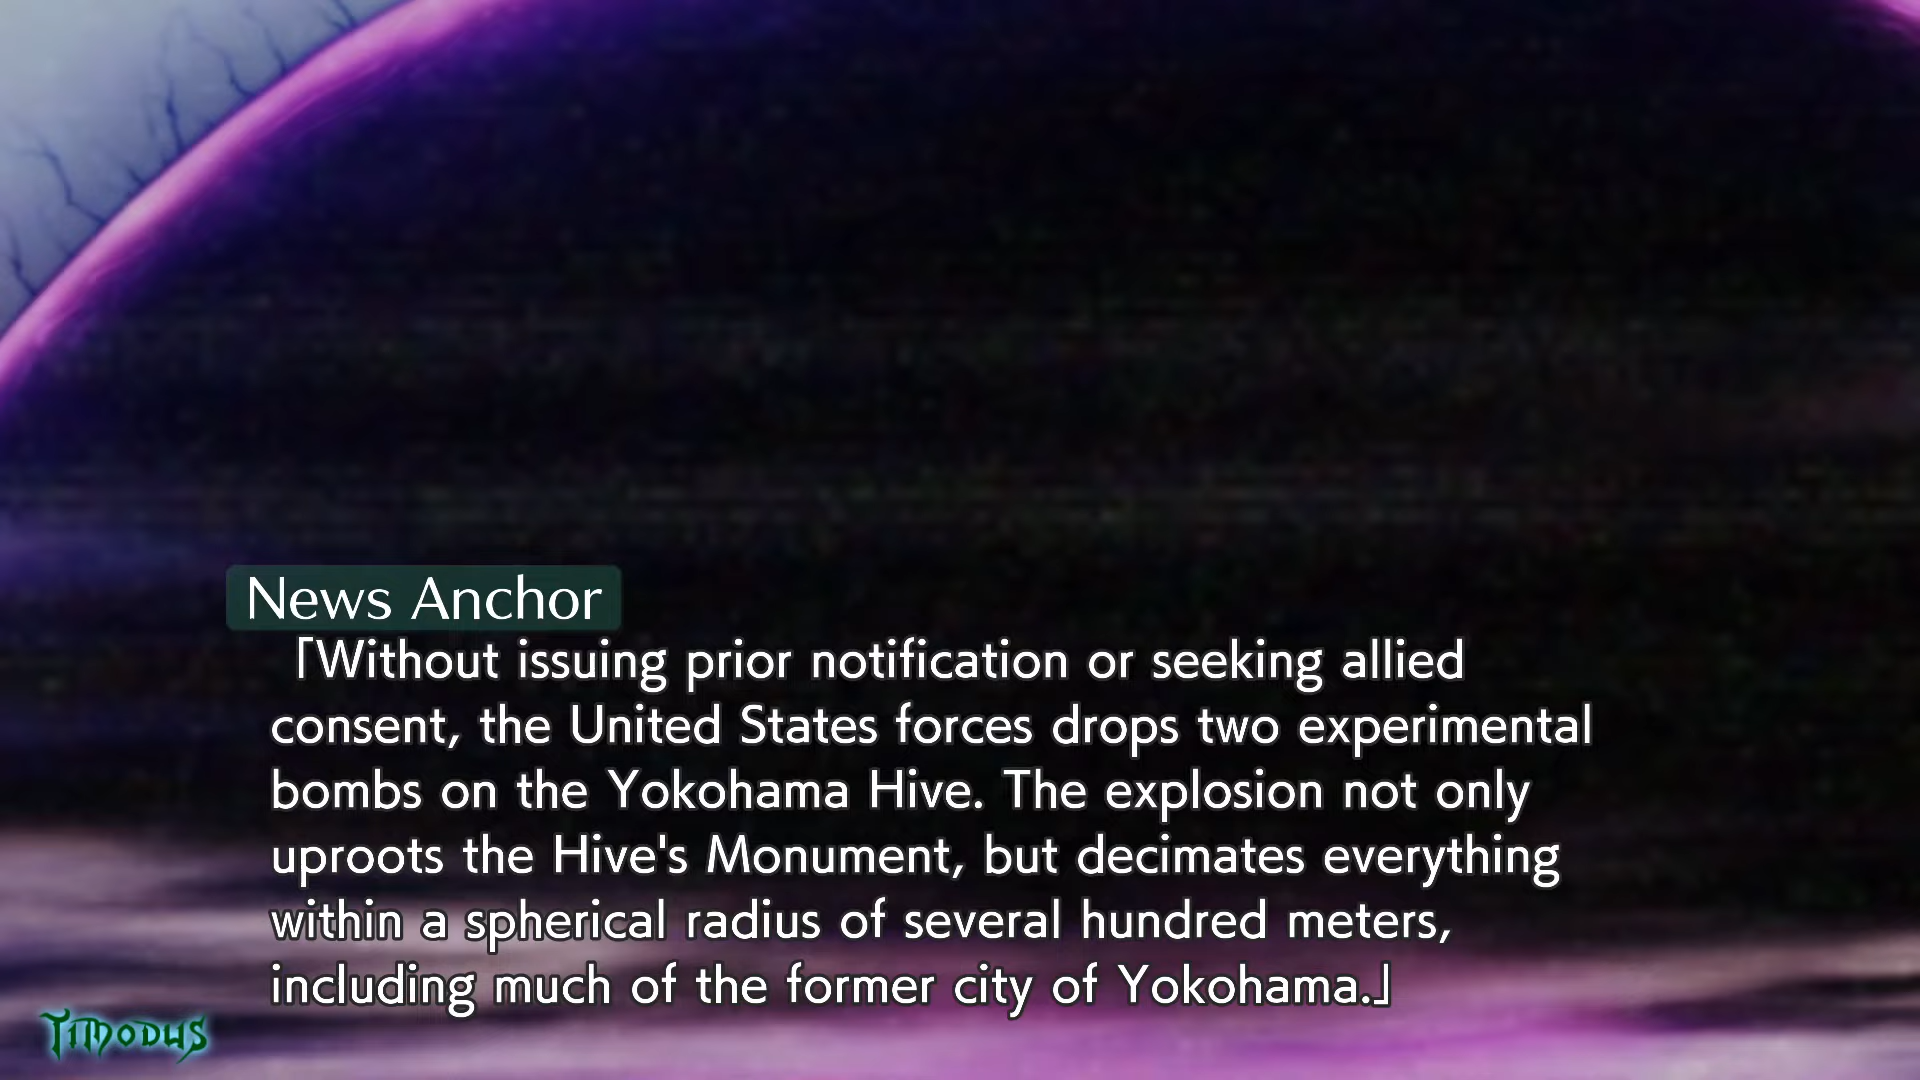 News Anchor
「Without issuing prior notification or seeking allied
consent, the United States forces drops two experimental
bombs on the Yokohama Hive. The explosion not only
uproots the Hive's Monument, but decimates everything
within a spherical radius of several hundred meters,
including much of the former city of Yokohama.」
TIMODUS